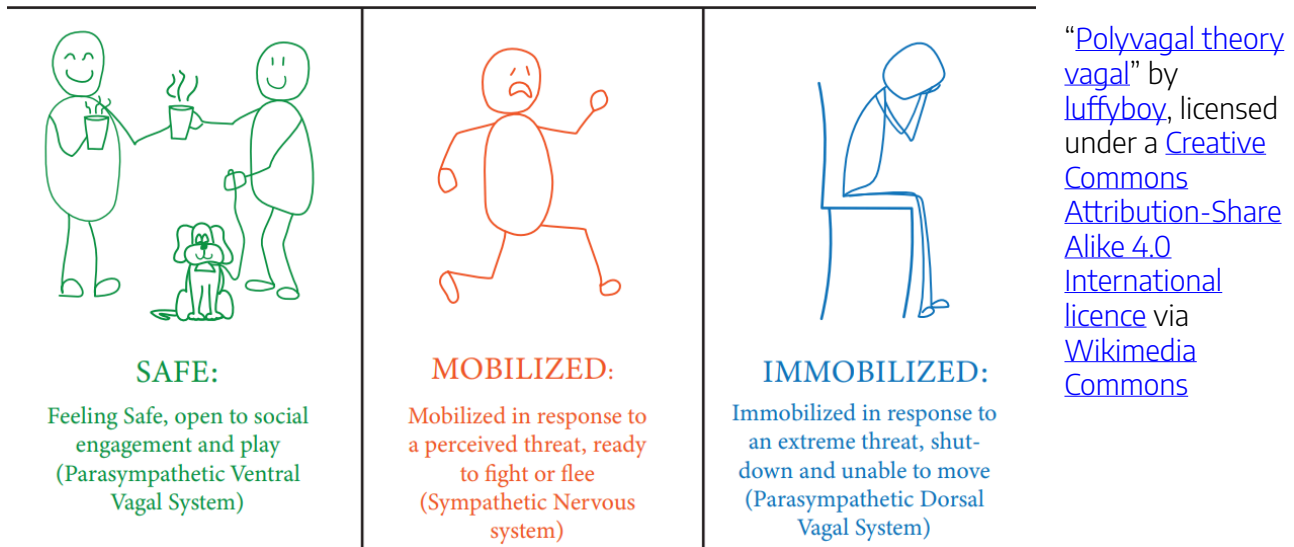 SAFE:
Feeling Safe, open to social
engagement and play
(Parasympathetic Ventral
Vagal System)
MOBILIZED:
Mobilized in response to
a perceived threat, ready
to fight or flee
(Sympathetic Nervous
system)
IMMOBILIZED:
Immobilized in response to
an extreme threat, shut-
down and unable to move
(Parasympathetic Dorsal
Vagal System)
“Polyvagal theory
vagal” by
luffyboy, licensed
under a Creative
Commons
Attribution-Share
Alike 4.0
International
licence via
Wikimedia
Commons